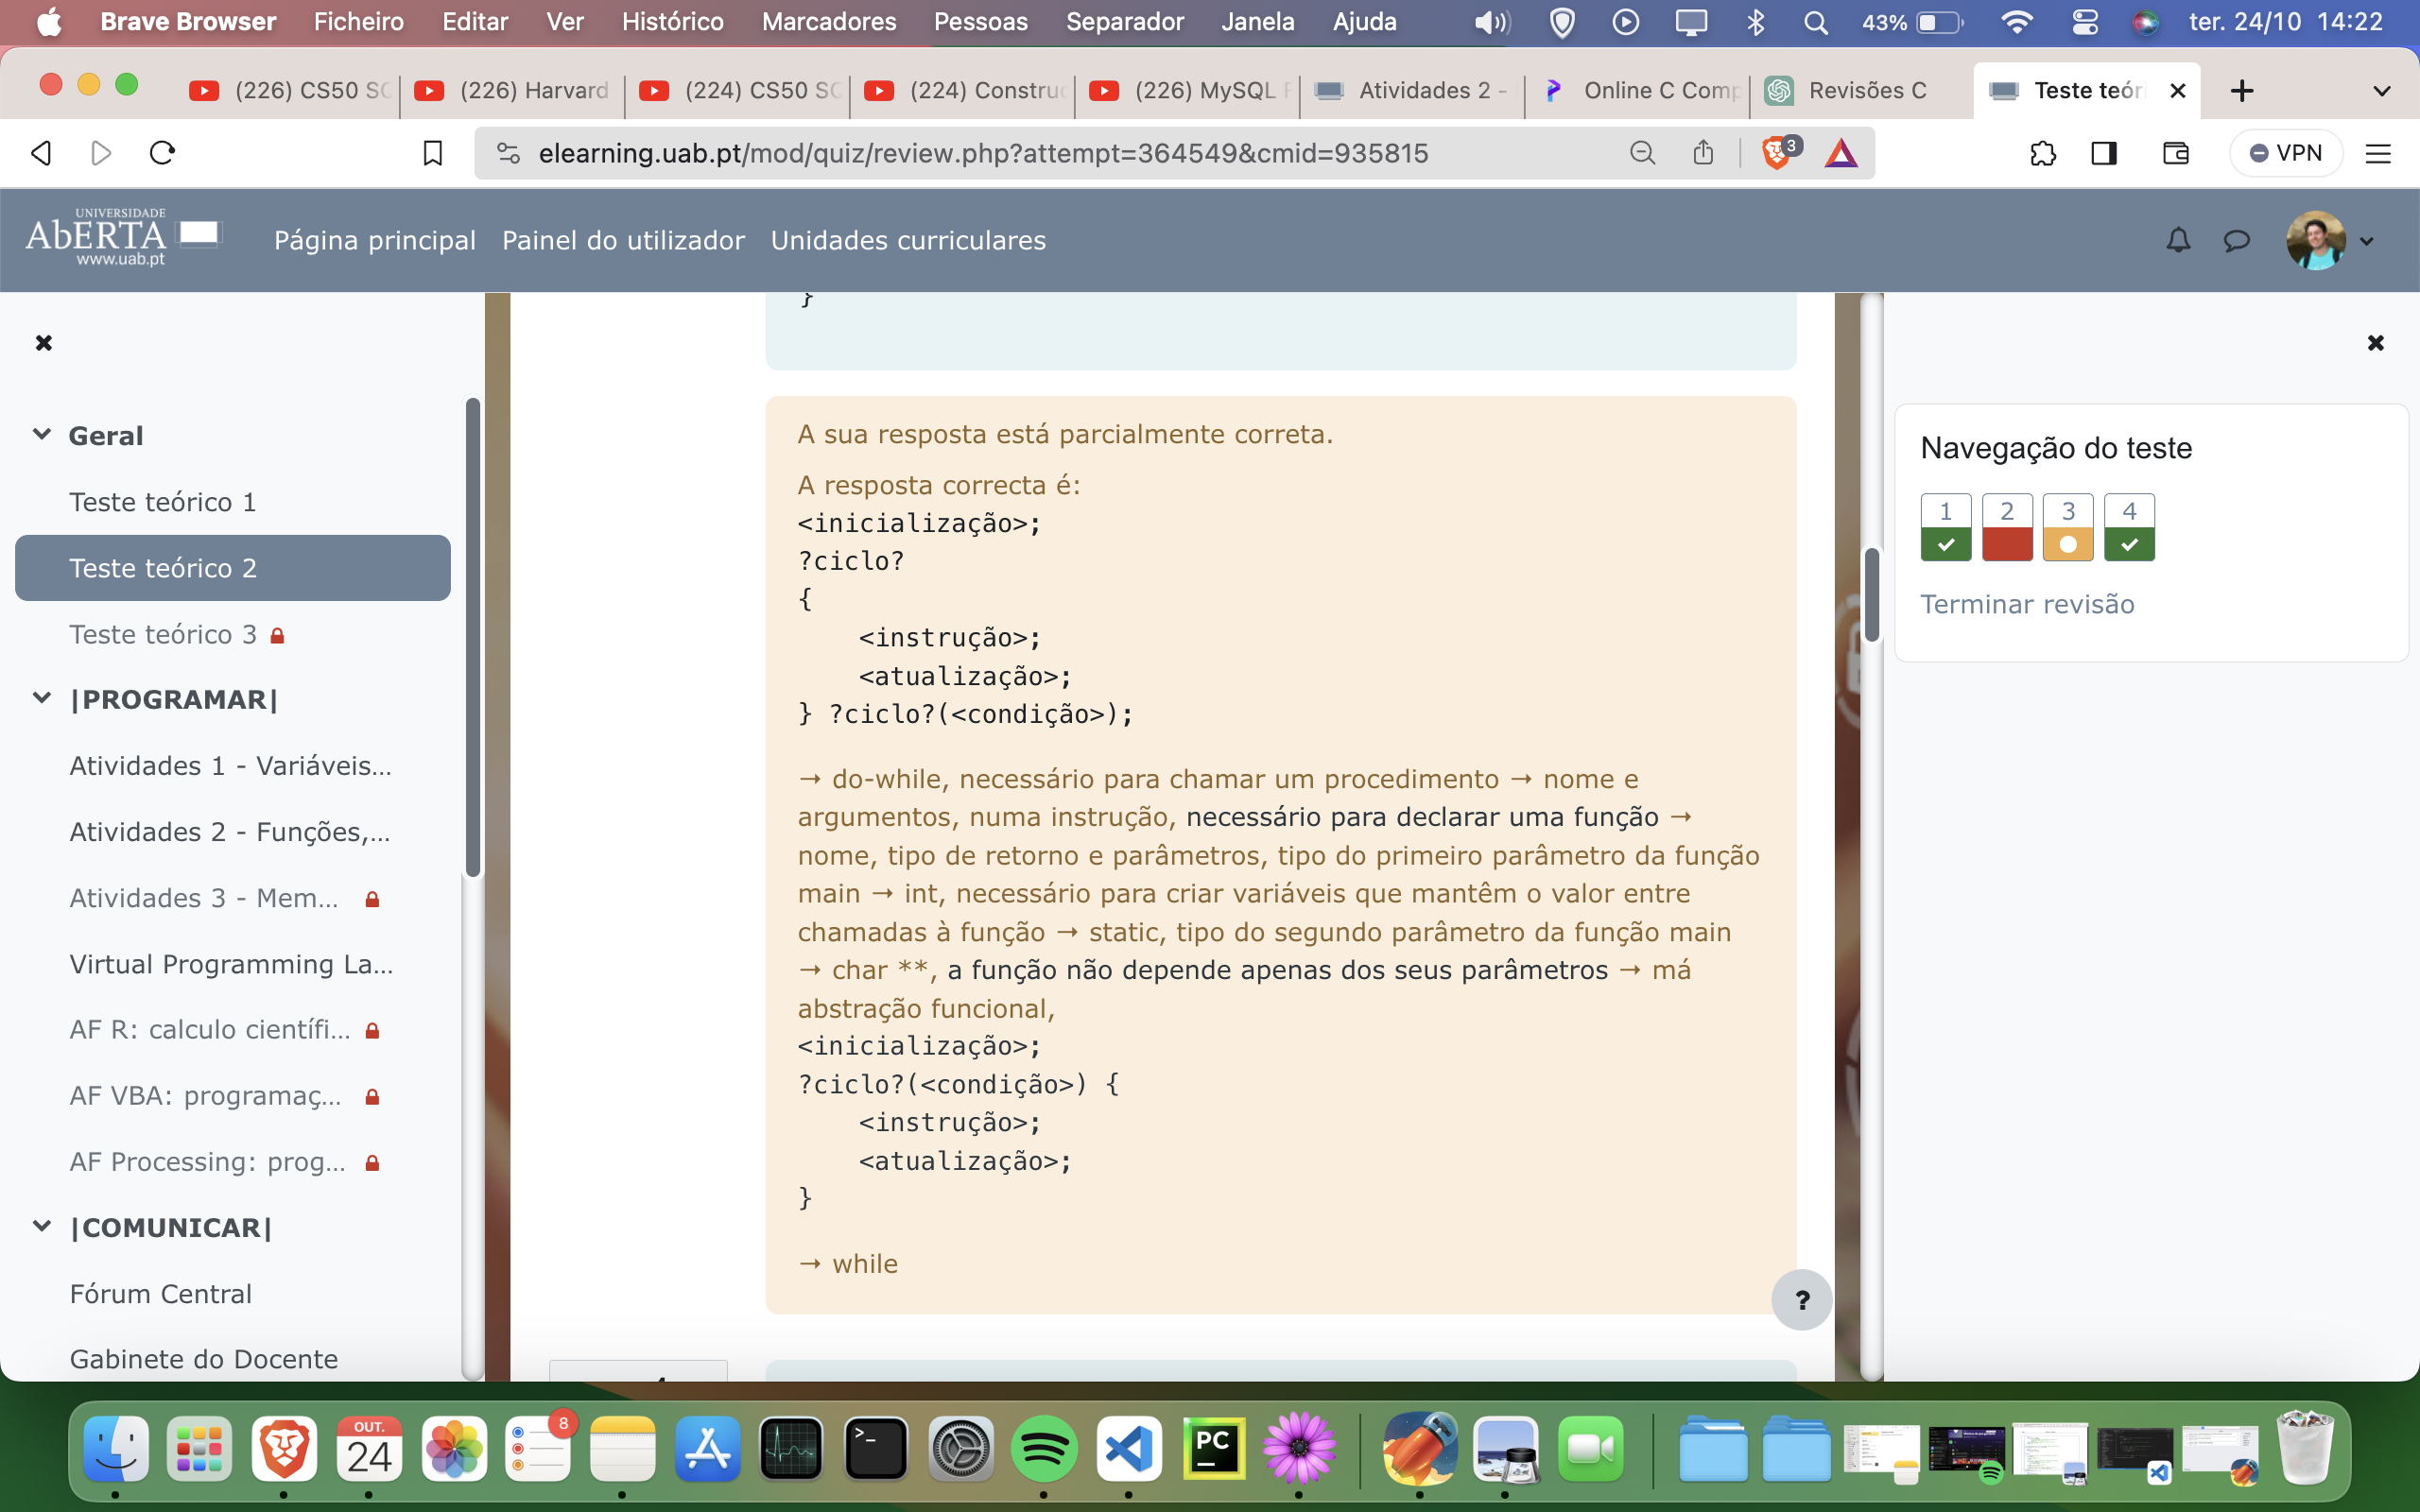 Brave Browser Ficheiro Editar Ver Histórico Marcadores Pessoas Separador Janela Ajuda 43% ter. 24/10 14:22
(226) CS50 SQ (226) Harvard (224) CS50 SQ (224) Construc (226) MySQL Atividades 2 - Online C Comp Revisões C Teste teóri
elearning.uab.pt/mod/quiz/review.php?attempt=364549&cmid=935815 3 VPN
UNIVERSIDADE
AbERTA
www.uab.pt
Página principal Painel do utilizador Unidades curriculares
Geral
Teste teórico 1
Teste teórico 2
Teste teórico 3
|PROGRAMAR|
Atividades 1 - Variáveis...
Atividades 2 - Funções,...
Atividades 3 - Mem...
Virtual Programming La...
AF R: calculo científi...
AF VBA: programaç...
AF Processing: prog...
|COMUNICAR|
Fórum Central
Gabinete do Docente
}
A sua resposta está parcialmente correta.
A resposta correcta é:
<inicialização>;
?ciclo?
{
<instrução>;
<atualização>;
} ?ciclo?(<condição>);
→ do-while, necessário para chamar um procedimento → nome e
argumentos, numa instrução, necessário para declarar uma função →
nome, tipo de retorno e parâmetros, tipo do primeiro parâmetro da função
main → int, necessário para criar variáveis que mantêm o valor entre
chamadas à função → static, tipo do segundo parâmetro da função main
→ char **, a função não depende apenas dos seus parâmetros → má
abstração funcional,
<inicialização>;
?ciclo?(<condição>) {
<instrução>;
<atualização>;
}
→ while
?
Navegação do teste
1 2 3 4
Terminar revisão
OUT.
24
8
>_
PC